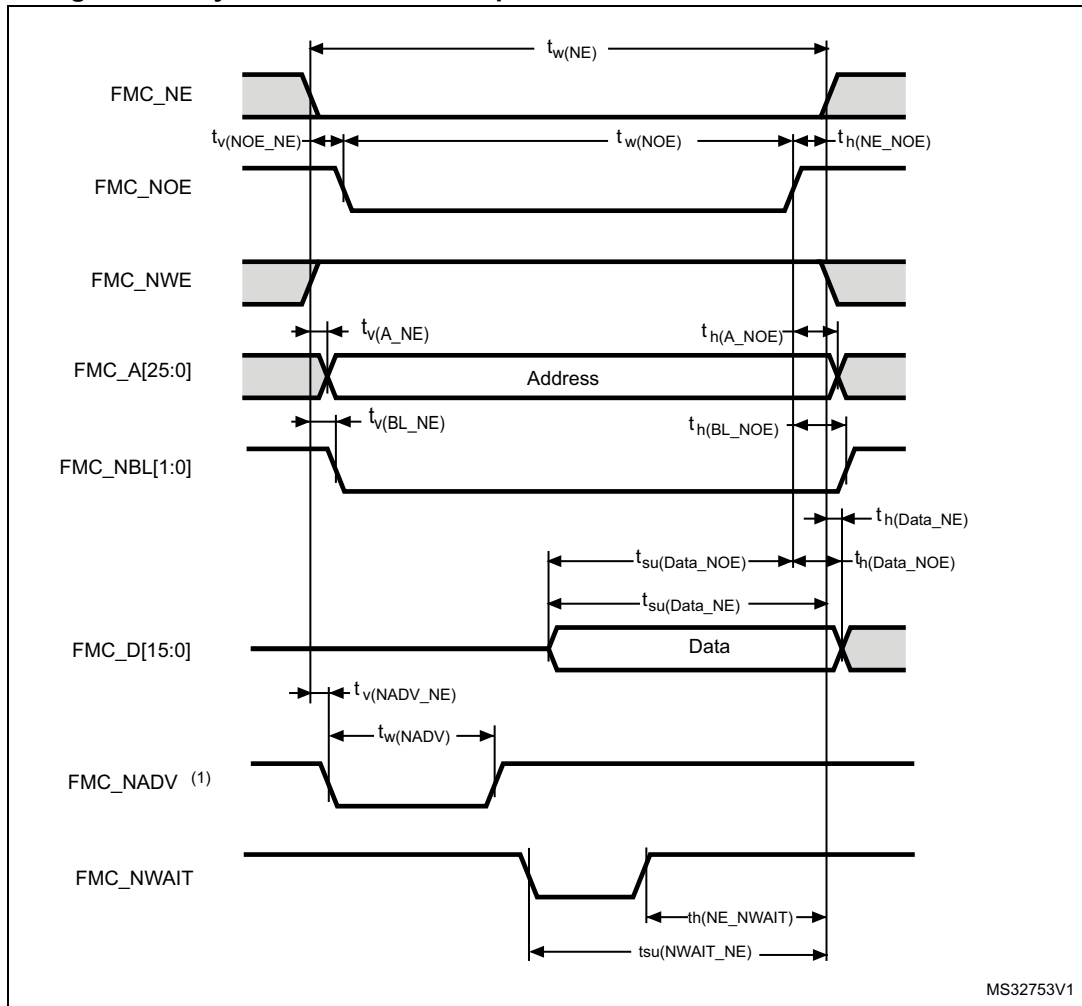 tw(NE)
FMC_NE
tv(NOE_NE)
tw(NOE)
th(NE_NOE)
FMC_NOE
FMC_NWE
tv(A_NE)
th(A_NOE)
FMC_A[25:0]
Address
tv(BL_NE)
th(BL_NOE)
FMC_NBL[1:0]
th(Data_NE)
tsu(Data_NOE)
th(Data_NOE)
tsu(Data_NE)
FMC_D[15:0]
Data
tv(NADV_NE)
tw(NADV)
FMC_NADV (1)
FMC_NWAIT
th(NE_NWAIT)
tsu(NWAIT_NE)
MS32753V1